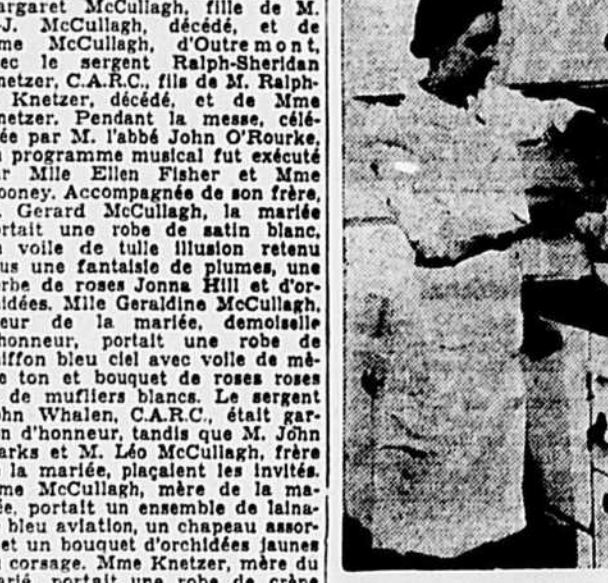 argaret McCullagh, fille de M.
-J. McCullagh, décédé, et de
me McCullagh, d'Outremont,
ec le sergent Ralph-Sheridan
netzer, C.A.R.C., fils de M. Ralph-
Knetzer, décédé, et de Mme
netzer. Pendant la messe, célé-
ée par M. l'abbé John O'Rourke,
programme musical fut exécuté
r Mlle Ellen Fisher et Mme
ooney. Accompagnée de son frère,
. Gerard McCullagh, la mariée
rtait une robe de satin blanc,
voile de tulle illusion retenu
us une fantaisie de plumes, une
rbe de roses Jonna Hill et d'or-
idées. Mlle Geraldine McCullagh,
eur de la mariée, demoiselle
honneur, portait une robe de
iffon bleu ciel avec voile de mê-
e ton et bouquet de roses roses
de mufliers blancs. Le sergent
hn Whalen, C.A.R.C., était gar-
n d'honneur, tandis que M. John
arks et M. Léo McCullagh, frère
la mariée, plaçaient les invités.
me McCullagh, mère de la ma-
ée, portait un ensemble de laina-
bleu aviation, un chapeau assor-
et un bouquet d'orchidées jaunes
corsage. Mme Knetzer, mère du
arié, portait une robe de crêpe